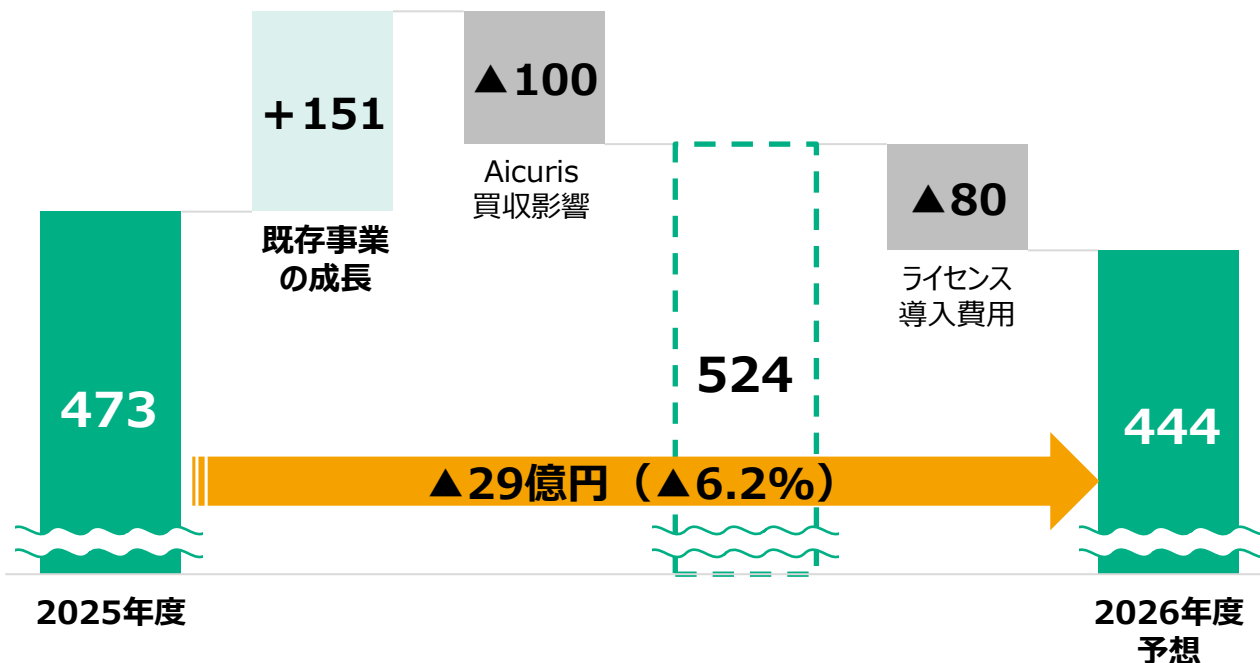 +151
▲100
Aicuris
買収影響
▲80
既存事業
の成長
ライセンス
導入費用
524
473
444
▲29億円（▲6.2%）
2025年度
2026年度
予想